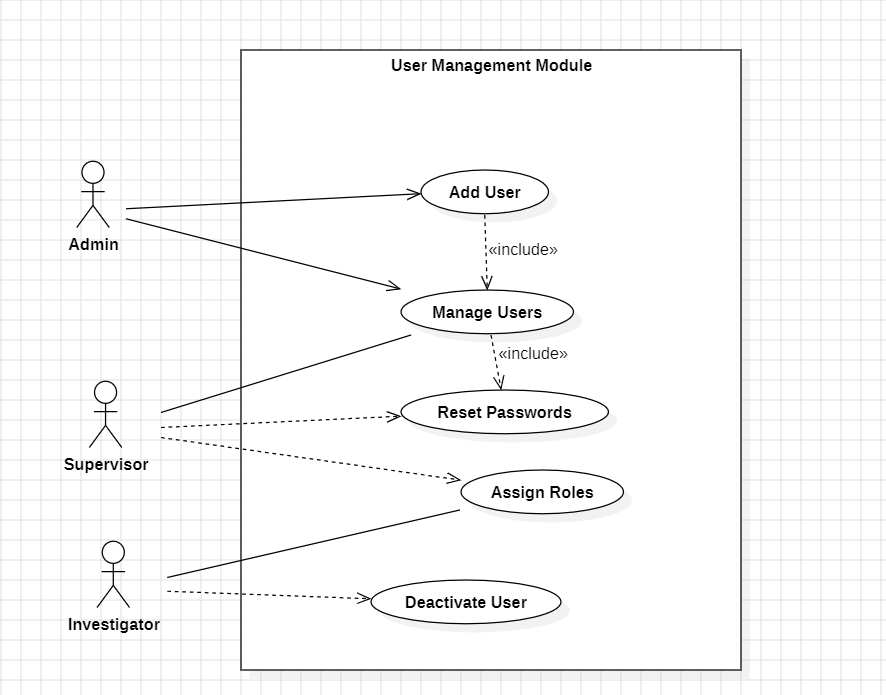 User Management Module
Add User
Admin
«include»
Manage Users
«include»
Reset Passwords
Supervisor
Assign Roles
Deactivate User
Investigator